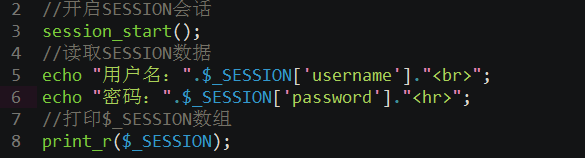 2 //开启SESSION会话
3 session_start();
4 //读取SESSION数据
5 echo "用户名：".$_SESSION['username']."<br>";
6 echo "密码：".$_SESSION['password']."<hr>";
7 //打印$_SESSION数组
8 print_r($_SESSION);